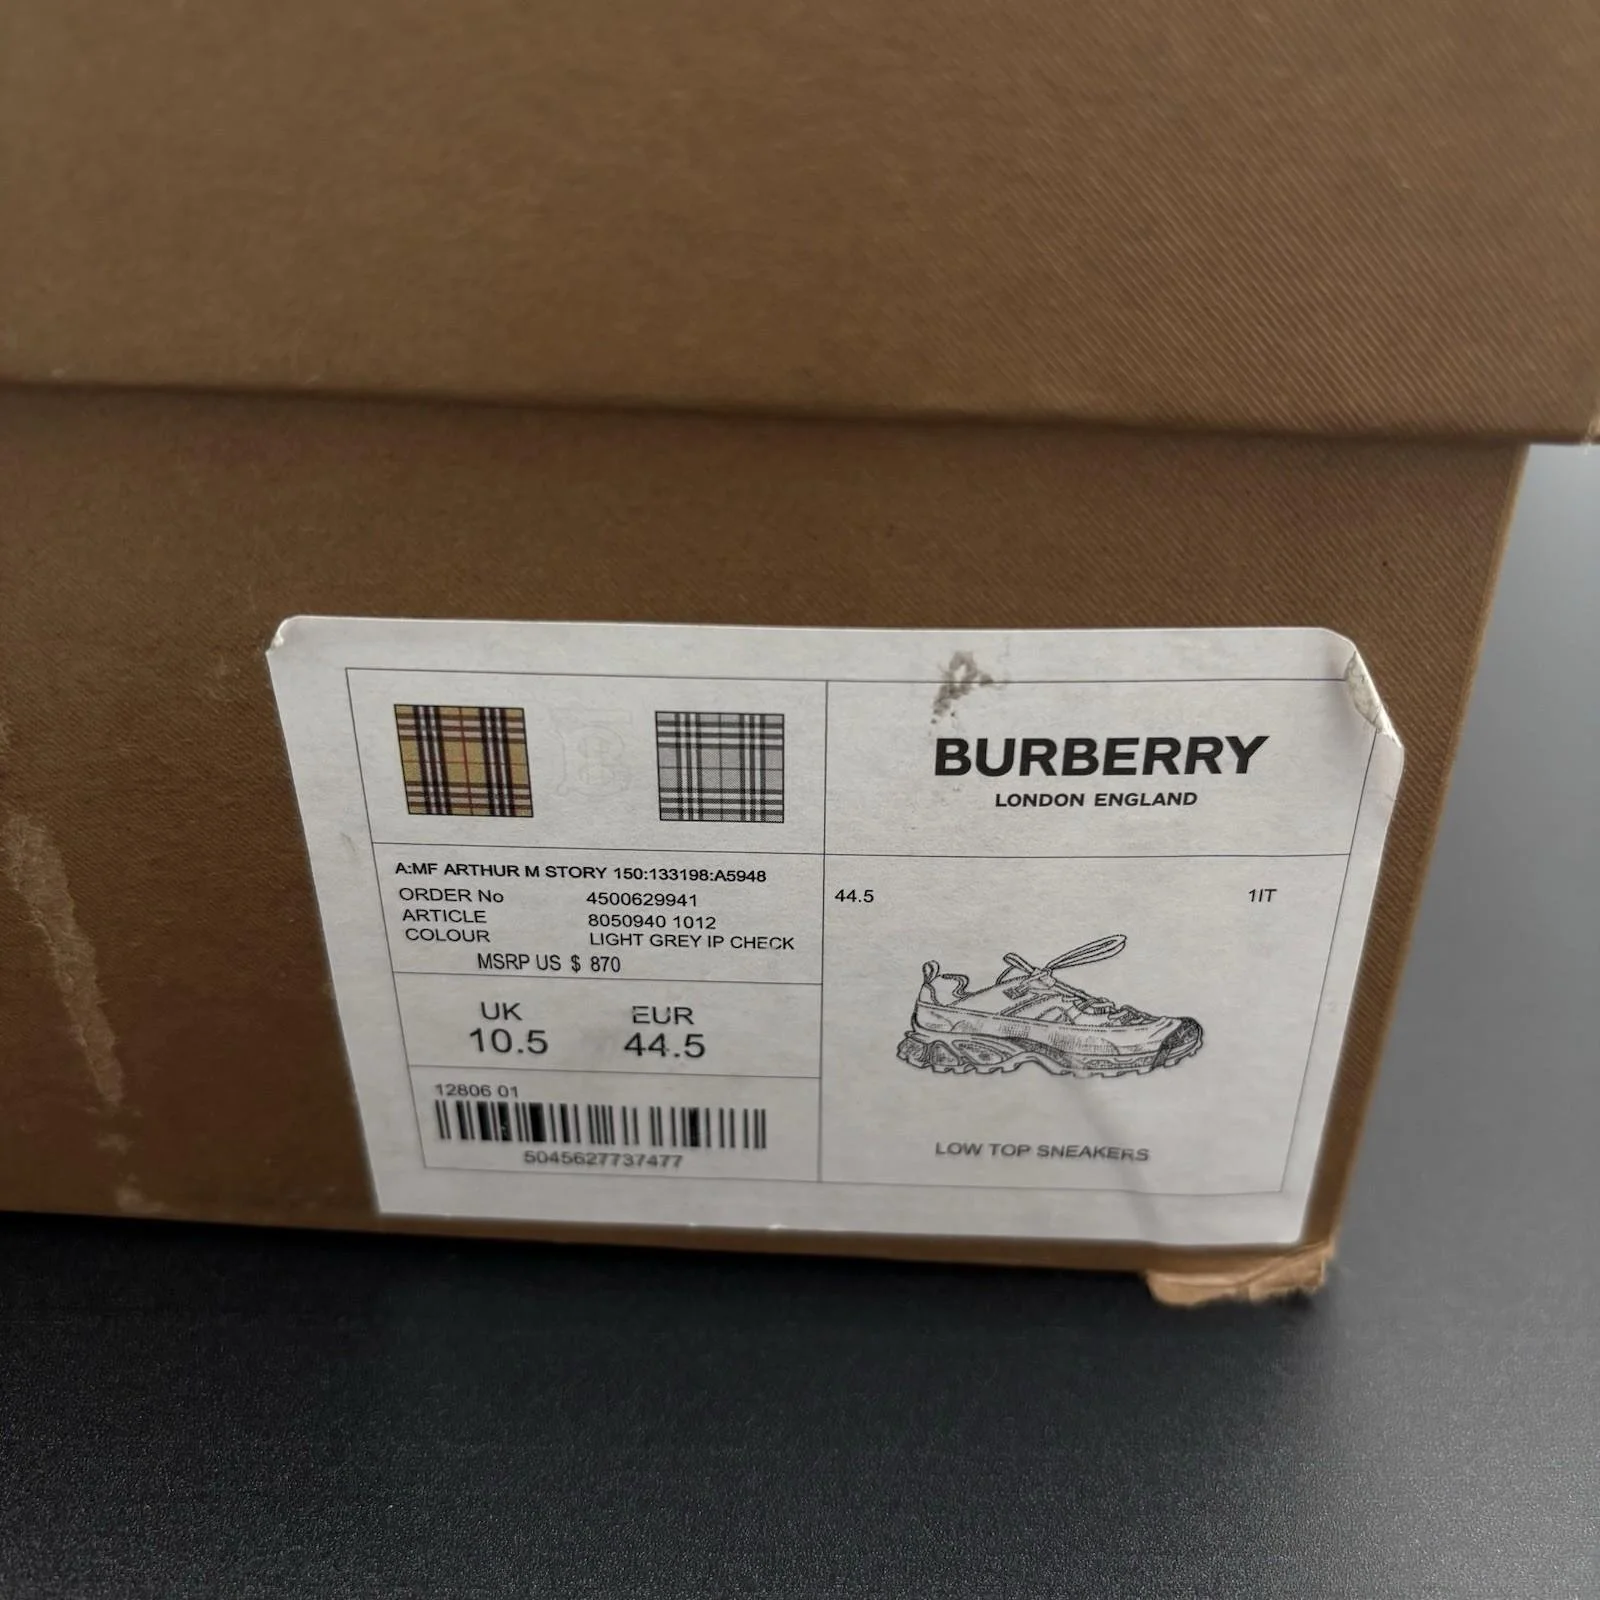 BURBERRY
LONDON ENGLAND
A:MF ARTHUR M STORY 150:133198:A5948
ORDER No 4500629941
ARTICLE 8050940 1012
COLOUR LIGHT GREY IP CHECK
MSRP US $ 870
UK EUR
10.5 44.5
12806 01
5045627737477
44.5 1IT
LOW TOP SNEAKERS